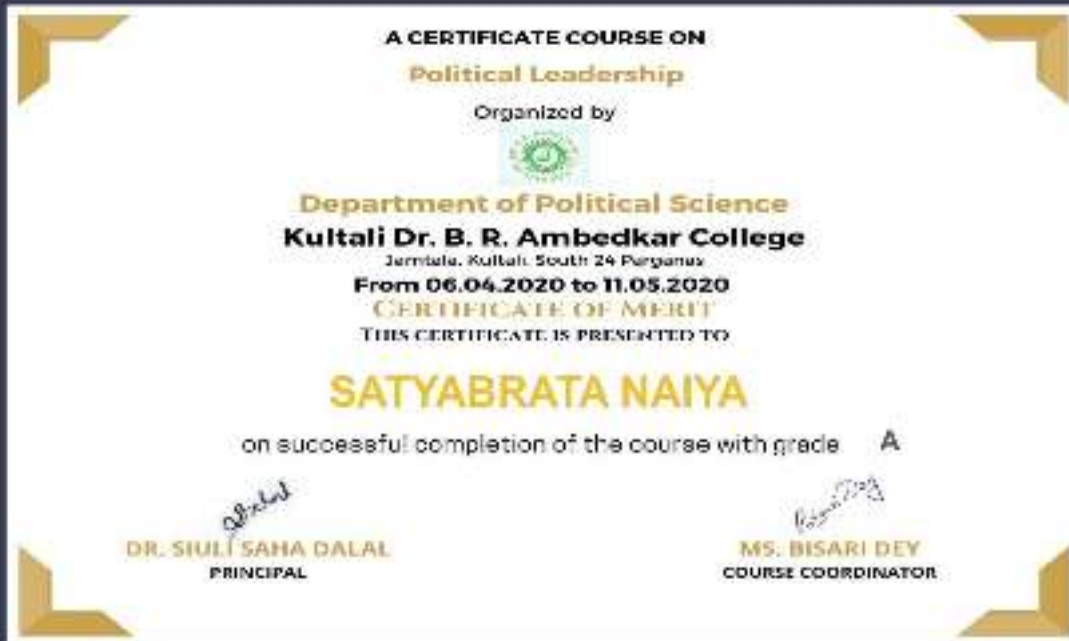 A CERTIFICATE COURSE ON
Political Leadership
Organized by
Department of Political Science
Kultali Dr. B. R. Ambedkar College
Jamtala, Kultali, South 24 Parganas
From 06.04.2020 to 11.05.2020
CERTIFICATE OF MERIT
THIS CERTIFICATE IS PRESENTED TO
SATYABRATA NAIYA
on successful completion of the course with grade A
DR. SIULI SAHA DALAL
PRINCIPAL
MS. BISARI DEY
COURSE COORDINATOR